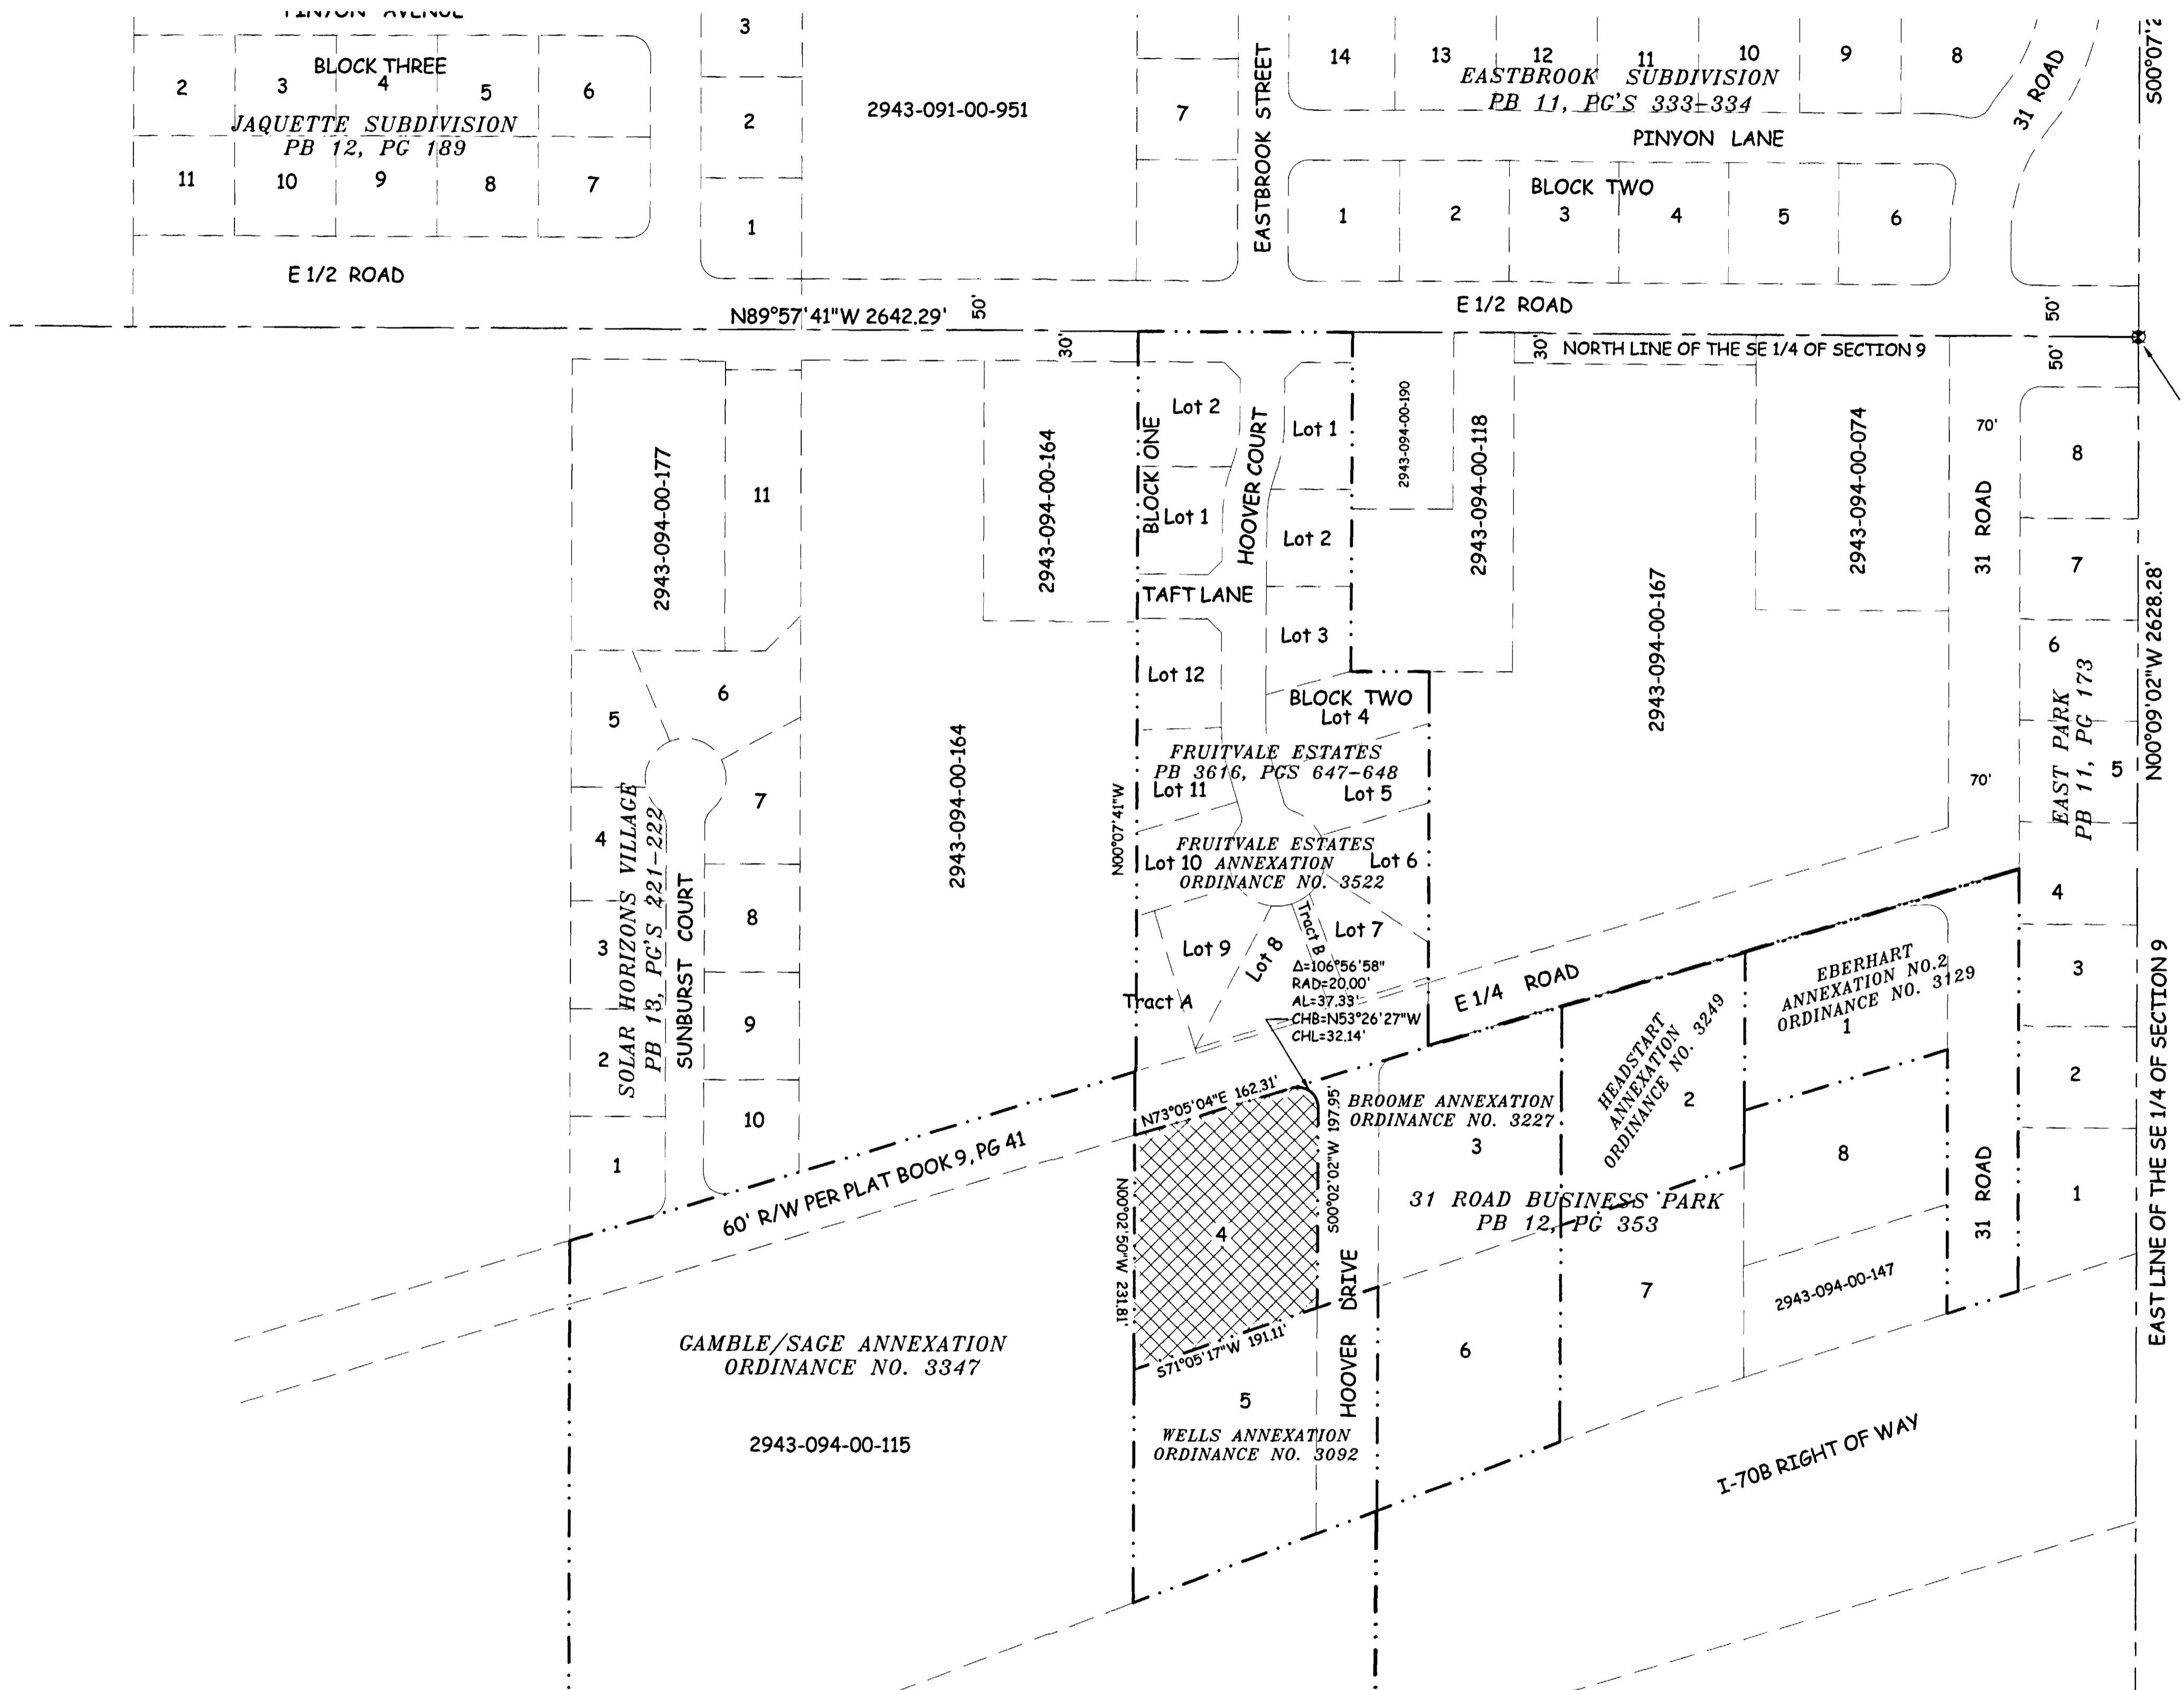 PINYON AVENUE
BLOCK THREE
2
3
4
5
6
JAQUETTE SUBDIVISION
PB 12, PG 189
11
10
9
8
7
E 1/2 ROAD
3
2
1
2943-091-00-951
7
EASTBROOK STREET
14
13
12
11
10
9
8
EASTBROOK SUBDIVISION
PB 11, PG'S 333-334
PINYON LANE
31 ROAD
BLOCK TWO
1
2
3
4
5
6
E 1/2 ROAD
S00°07'2
N89°57'41"W 2642.29'
50'
30'
30'
50'
50'
NORTH LINE OF THE SE 1/4 OF SECTION 9
2943-094-00-177
11
2943-094-00-164
BLOCK ONE
Lot 2
Lot 1
HOOVER COURT
Lot 1
Lot 2
TAFT LANE
Lot 3
Lot 12
BLOCK TWO
Lot 4
2943-094-00-190
2943-094-00-118
2943-094-00-167
2943-094-00-074
70'
31 ROAD
70'
8
7
6
5
4
3
2
1
EAST PARK
PB 11, PG 173
N00°09'02"W 2628.28'
EAST LINE OF THE SE 1/4 OF SECTION 9
5
6
7
4
3
2
1
8
9
10
SOLAR HORIZONS VILLAGE
PB 13, PG'S 221-222
SUNBURST COURT
2943-094-00-164
N00°07'41"W
FRUITVALE ESTATES
PB 3616, PGS 647-648
Lot 11
Lot 5
FRUITVALE ESTATES
Lot 10
ANNEXATION
Lot 6
ORDINANCE NO. 3522
Tract B
Lot 7
Lot 9
Lot 8
Tract A
Δ=106°56'58"
RAD=20.00'
AL=37.33'
CHB=N53°26'27"W
CHL=32.14'
E 1/4 ROAD
EBERHART
ANNEXATION NO.2
ORDINANCE NO. 3129
1
HEADSTART
ANNEXATION
ORDINANCE NO. 3249
2
N73°05'04"E 162.31'
S00°02'02"W 197.95'
BROOME ANNEXATION
ORDINANCE NO. 3227
3
8
31 ROAD
60' R/W PER PLAT BOOK 9, PG 41
N00°02'50"W 231.81'
4
31 ROAD BUSINESS PARK
PB 12, PG 353
7
2943-094-00-147
S71°05'17"W 191.11'
HOOVER DRIVE
6
GAMBLE/SAGE ANNEXATION
ORDINANCE NO. 3347
2943-094-00-115
5
WELLS ANNEXATION
ORDINANCE NO. 3092
I-70B RIGHT OF WAY